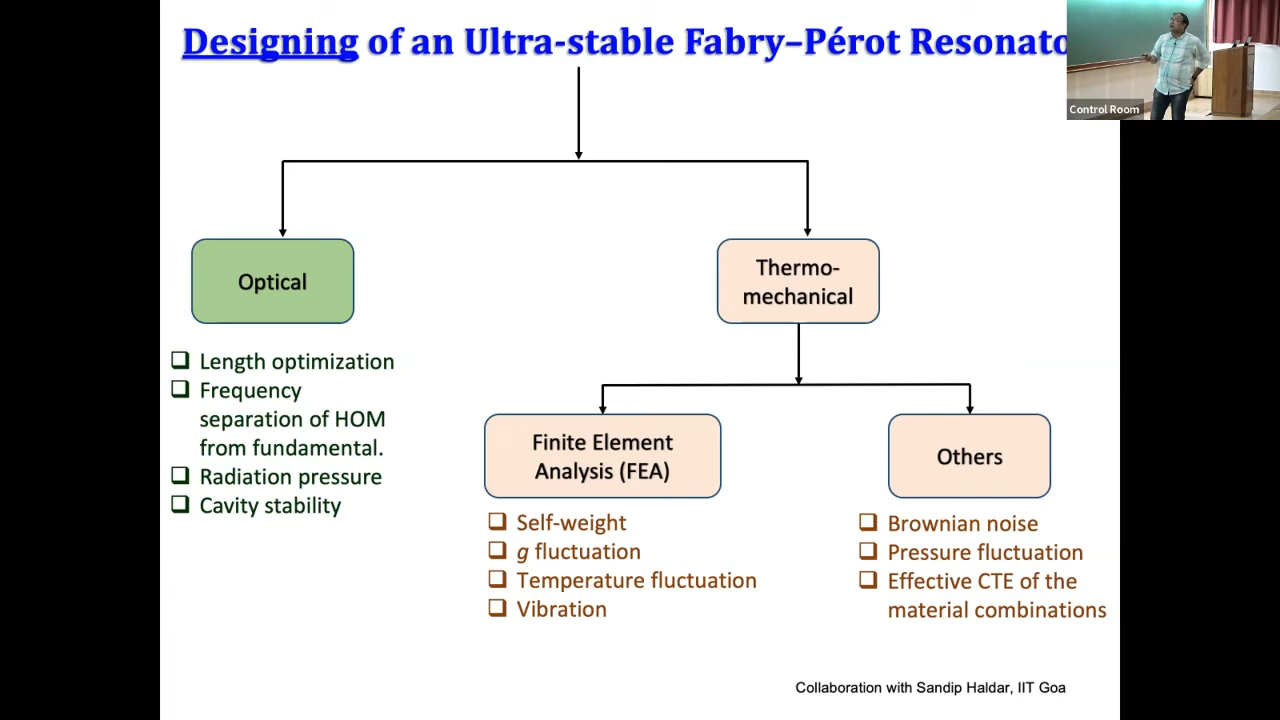 Designing of an Ultra-stable Fabry–Pérot Resonato
Control Room
Optical
Thermo-
mechanical
❑ Length optimization
❑ Frequency
separation of HOM
from fundamental.
❑ Radiation pressure
❑ Cavity stability
Finite Element
Analysis (FEA)
Others
❑ Self-weight
❑ g fluctuation
❑ Temperature fluctuation
❑ Vibration
❑ Brownian noise
❑ Pressure fluctuation
❑ Effective CTE of the
material combinations
Collaboration with Sandip Haldar, IIT Goa